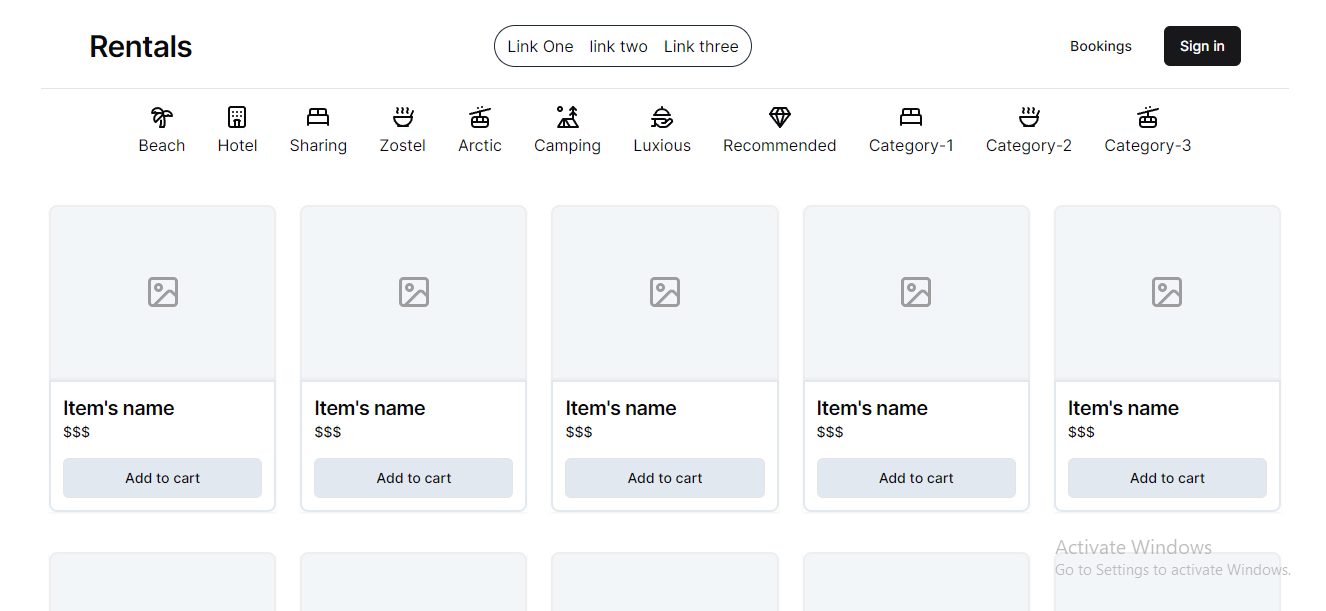 Rentals
Link One link two Link three
Bookings
Sign in
Beach Hotel Sharing Zostel Arctic Camping Luxious Recommended Category-1 Category-2 Category-3
Item's name Item's name Item's name Item's name Item's name
$$$ $$$ $$$ $$$ $$$
Add to cart Add to cart Add to cart Add to cart Add to cart
Activate Windows
Go to Settings to activate Windows.